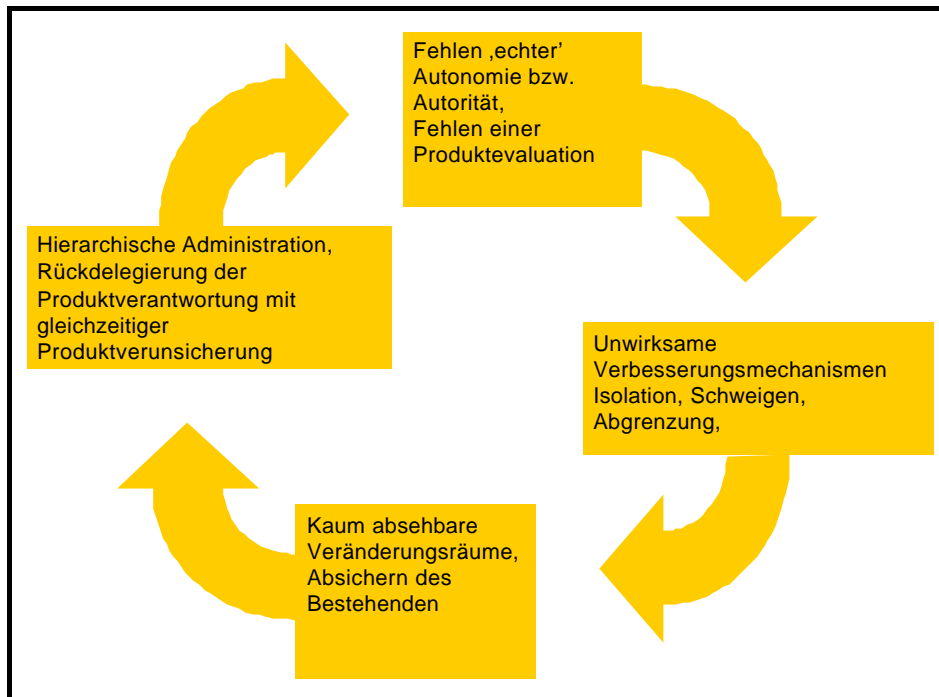 Fehlen ‚echter’
Autonomie bzw.
Autorität,
Fehlen einer
Produktevaluation
Hierarchische Administration,
Rückdelegierung der
Produktverantwortung mit
gleichzeitiger
Produktverunsicherung
Unwirksame
Verbesserungsmechanismen
Isolation, Schweigen,
Abgrenzung,
Kaum absehbare
Veränderungsräume,
Absichern des
Bestehenden